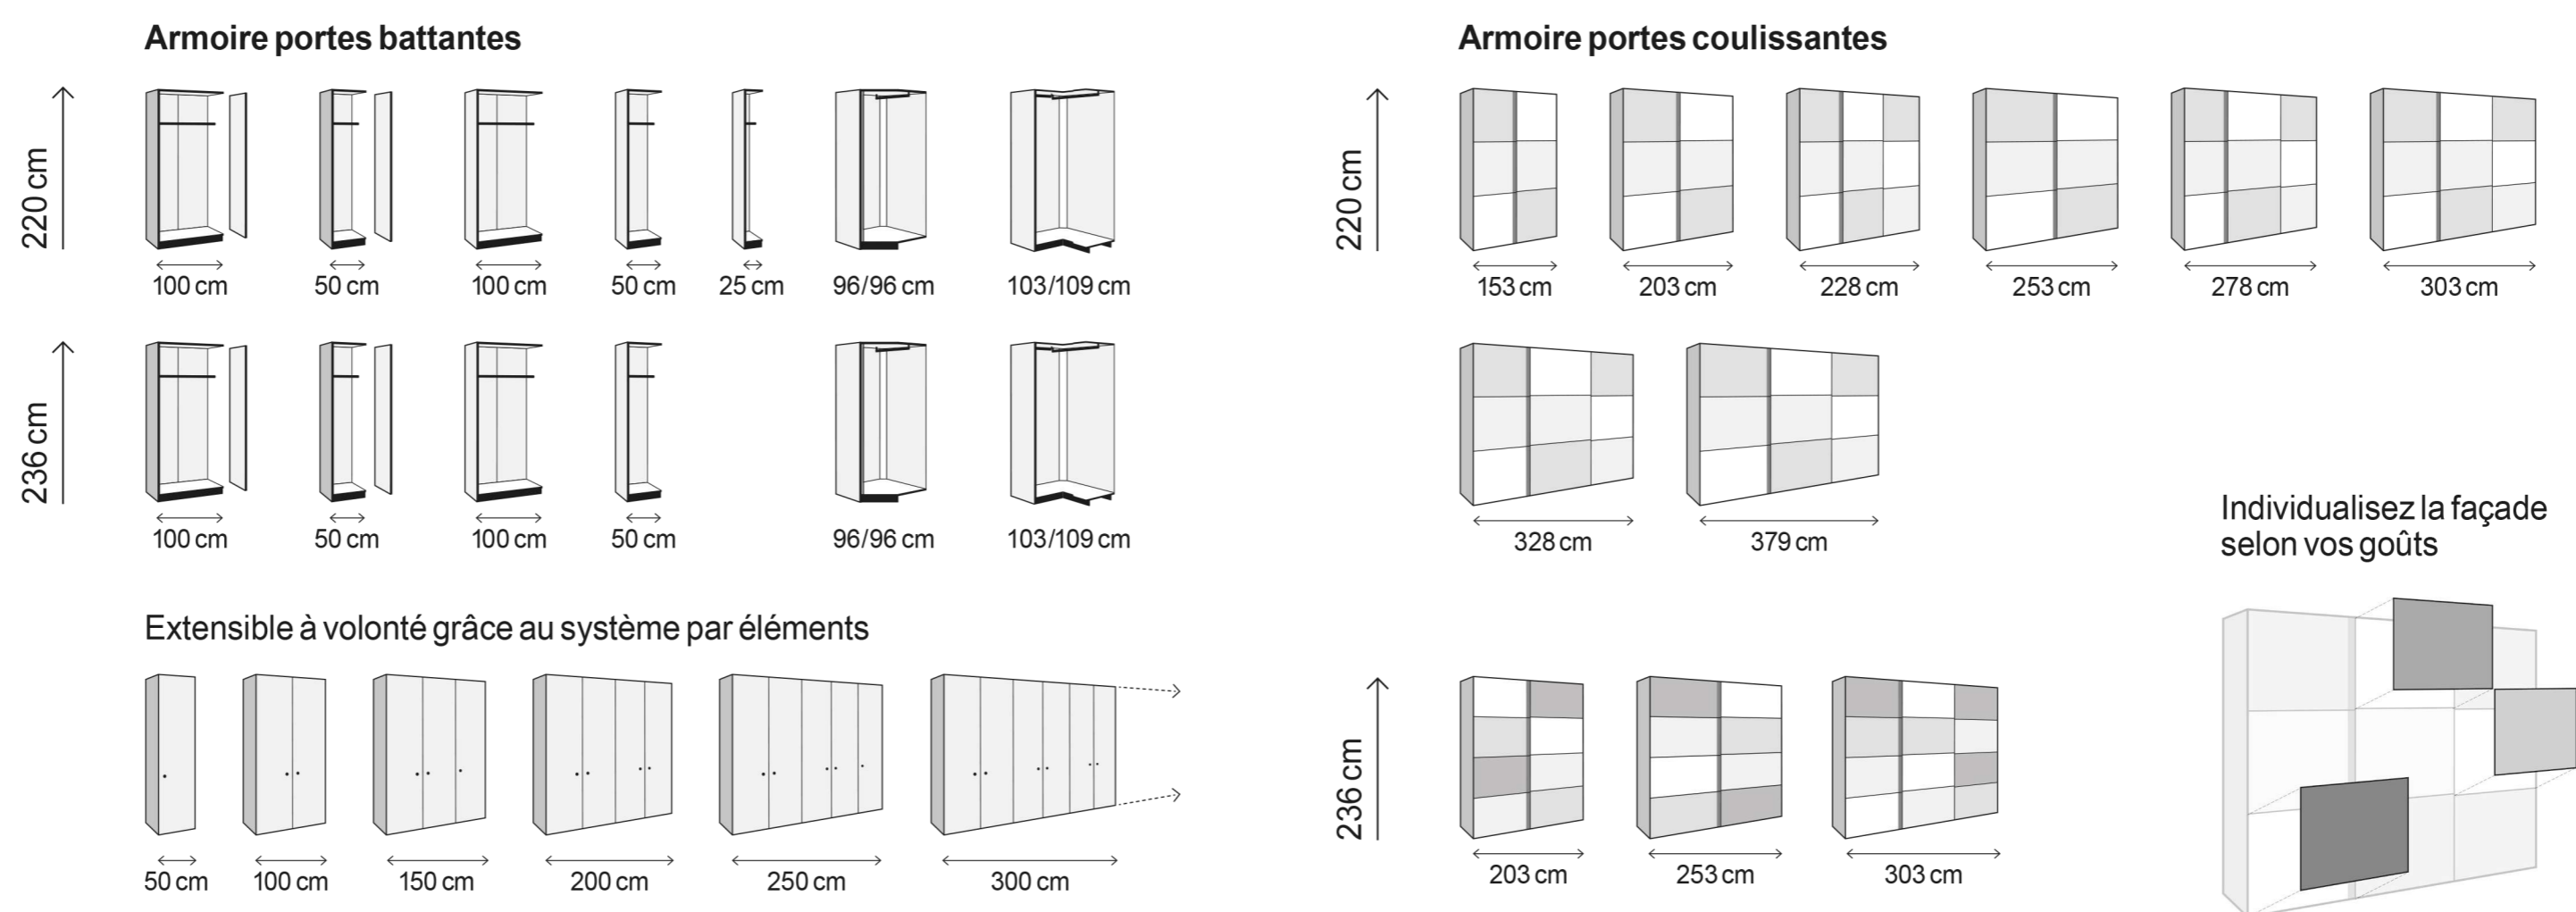 Armoire portes battantes
220 cm
100 cm
50 cm
100 cm
50 cm
25 cm
96/96 cm
103/109 cm
236 cm
100 cm
50 cm
100 cm
50 cm
96/96 cm
103/109 cm
Extensible à volonté grâce au système par éléments
50 cm
100 cm
150 cm
200 cm
250 cm
300 cm
Armoire portes coulissantes
220 cm
153 cm
203 cm
228 cm
253 cm
278 cm
303 cm
328 cm
379 cm
236 cm
203 cm
253 cm
303 cm
Individualisez la façade
selon vos goûts